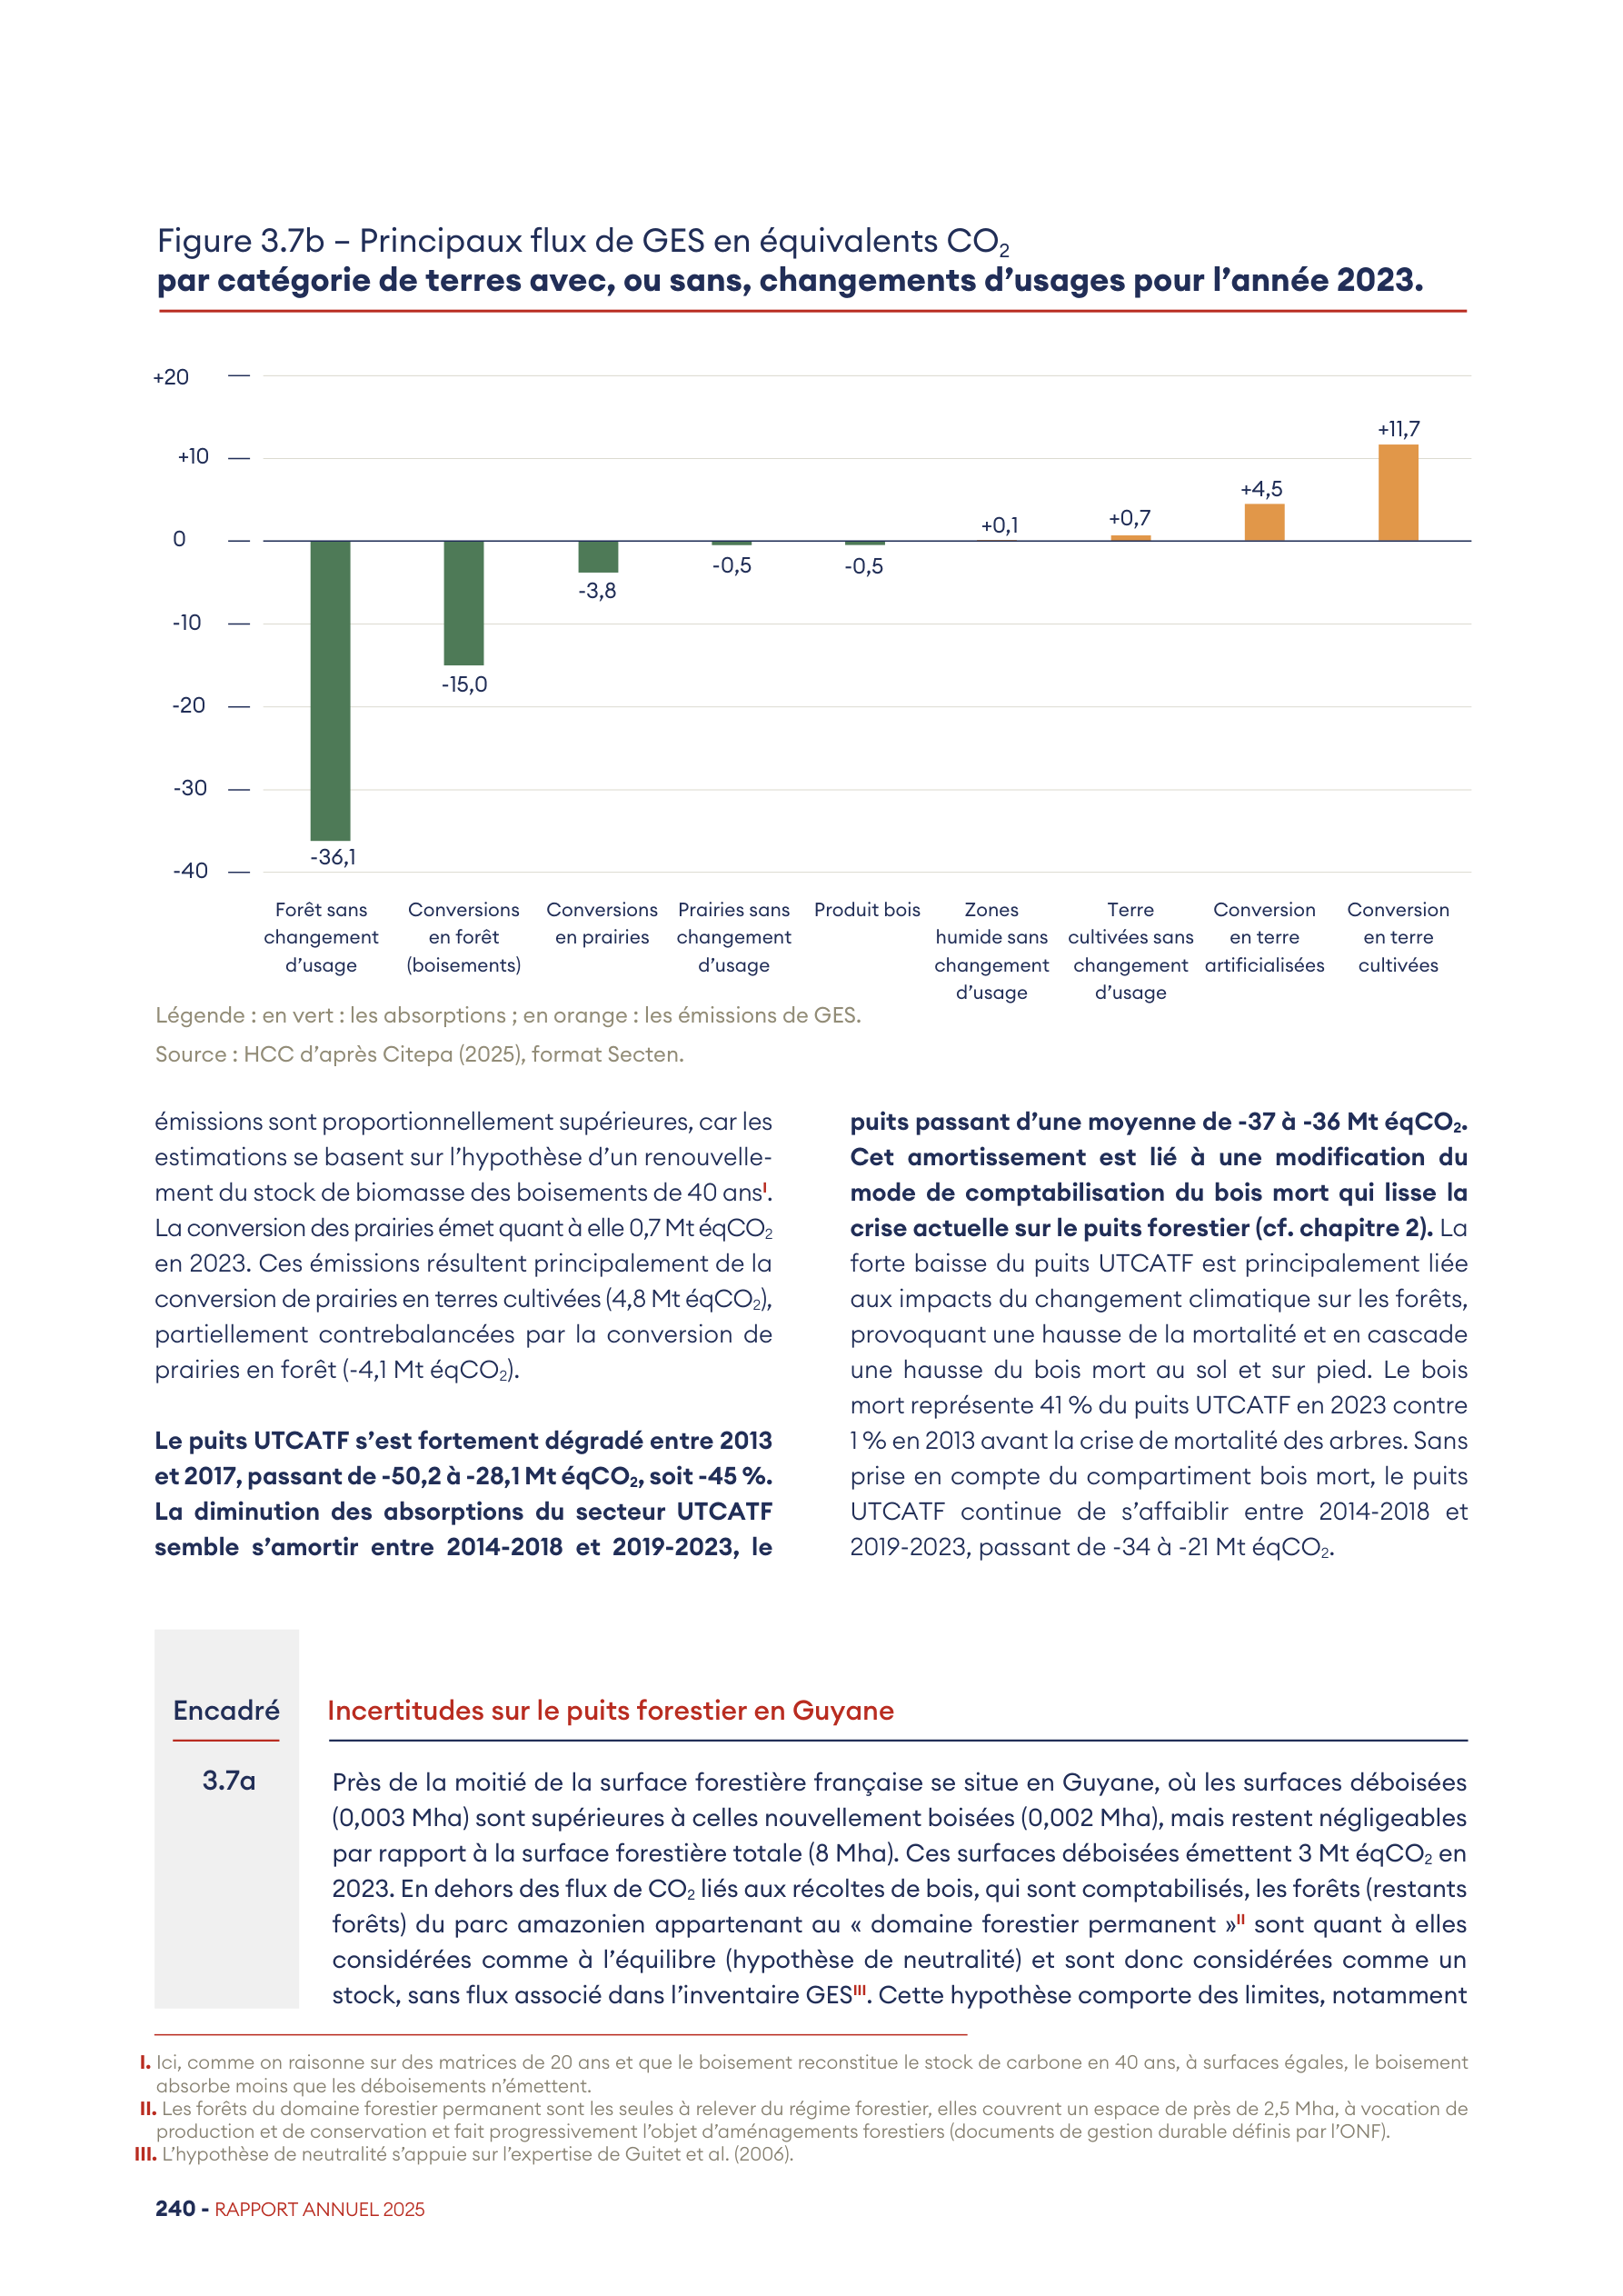 Figure 3.7b – Principaux flux de GES en équivalents CO₂
par catégorie de terres avec, ou sans, changements d’usages pour l’année 2023.
+20
+10
0
-10
-20
-30
-40
-36,1
-15,0
-3,8
-0,5
-0,5
+0,1
+0,7
+4,5
+11,7
Forêt sans
changement
d’usage
Conversions
en forêt
(boisements)
Conversions
en prairies
Prairies sans
changement
d’usage
Produit bois
Zones
humide sans
changement
d’usage
Terre
cultivées sans
changement
d’usage
Conversion
en terre
artificialisées
Conversion
en terre
cultivées
Légende : en vert : les absorptions ; en orange : les émissions de GES.
Source : HCC d’après Citepa (2025), format Secten.
émissions sont proportionnellement supérieures, car les
estimations se basent sur l’hypothèse d’un renouvelle-
ment du stock de biomasse des boisements de 40 ansI.
La conversion des prairies émet quant à elle 0,7 Mt éqCO₂
en 2023. Ces émissions résultent principalement de la
conversion de prairies en terres cultivées (4,8 Mt éqCO₂),
partiellement contrebalancées par la conversion de
prairies en forêt (-4,1 Mt éqCO₂).
Le puits UTCATF s’est fortement dégradé entre 2013
et 2017, passant de -50,2 à -28,1 Mt éqCO₂, soit -45 %.
La diminution des absorptions du secteur UTCATF
semble s’amortir entre 2014-2018 et 2019-2023, le
puits passant d’une moyenne de -37 à -36 Mt éqCO₂.
Cet amortissement est lié à une modification du
mode de comptabilisation du bois mort qui lisse la
crise actuelle sur le puits forestier (cf. chapitre 2). La
forte baisse du puits UTCATF est principalement liée
aux impacts du changement climatique sur les forêts,
provoquant une hausse de la mortalité et en cascade
une hausse du bois mort au sol et sur pied. Le bois
mort représente 41 % du puits UTCATF en 2023 contre
1 % en 2013 avant la crise de mortalité des arbres. Sans
prise en compte du compartiment bois mort, le puits
UTCATF continue de s’affaiblir entre 2014-2018 et
2019-2023, passant de -34 à -21 Mt éqCO₂.
Encadré
3.7a
Incertitudes sur le puits forestier en Guyane
Près de la moitié de la surface forestière française se situe en Guyane, où les surfaces déboisées
(0,003 Mha) sont supérieures à celles nouvellement boisées (0,002 Mha), mais restent négligeables
par rapport à la surface forestière totale (8 Mha). Ces surfaces déboisées émettent 3 Mt éqCO₂ en
2023. En dehors des flux de CO₂ liés aux récoltes de bois, qui sont comptabilisés, les forêts (restants
forêts) du parc amazonien appartenant au « domaine forestier permanent »II sont quant à elles
considérées comme à l’équilibre (hypothèse de neutralité) et sont donc considérées comme un
stock, sans flux associé dans l’inventaire GESIII. Cette hypothèse comporte des limites, notamment
I. Ici, comme on raisonne sur des matrices de 20 ans et que le boisement reconstitue le stock de carbone en 40 ans, à surfaces égales, le boisement
absorbe moins que les déboisements n’émettent.
II. Les forêts du domaine forestier permanent sont les seules à relever du régime forestier, elles couvrent un espace de près de 2,5 Mha, à vocation de
production et de conservation et fait progressivement l’objet d’aménagements forestiers (documents de gestion durable définis par l’ONF).
III. L’hypothèse de neutralité s’appuie sur l’expertise de Guitet et al. (2006).
240 - RAPPORT ANNUEL 2025